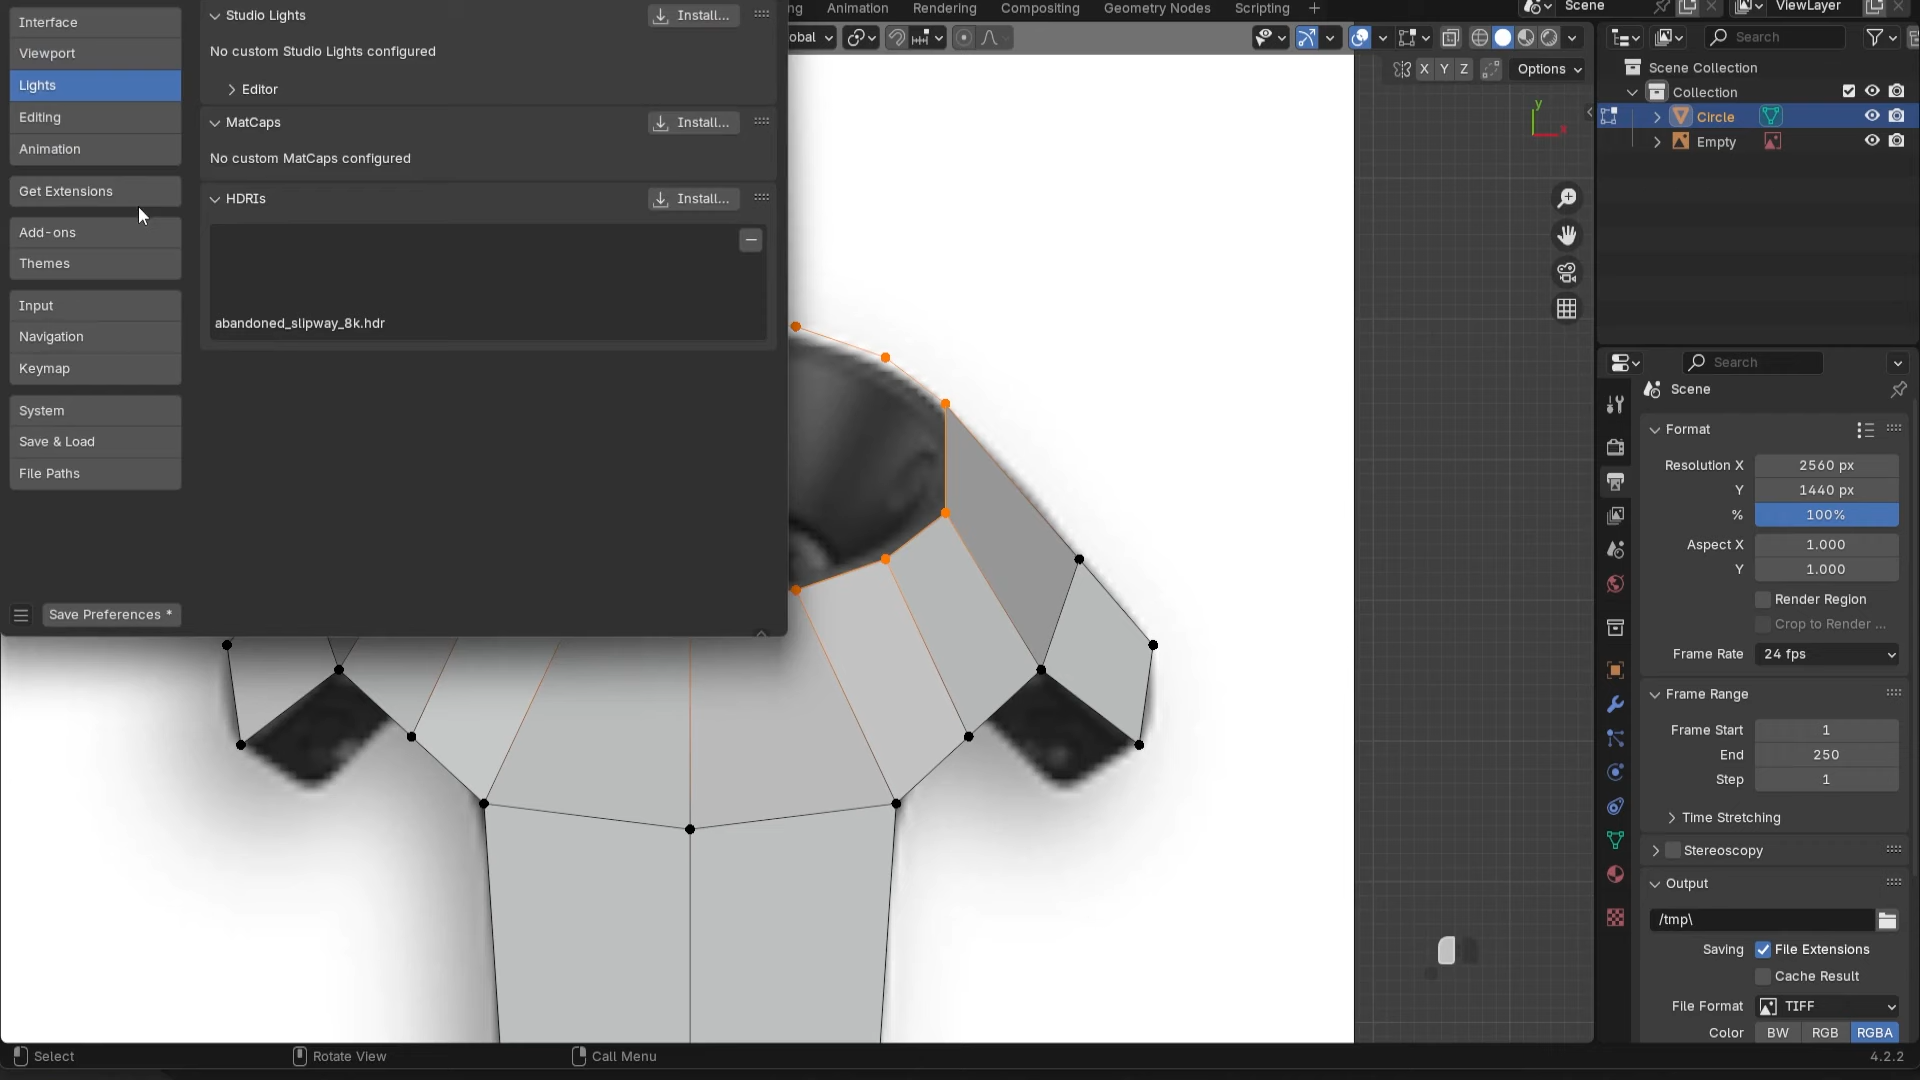 Interface
Viewport
Lights
Editing
Animation
Get Extensions
Add-ons
Themes
Input
Navigation
Keymap
System
Save & Load
File Paths
Save Preferences *
Studio Lights
Install...
No custom Studio Lights configured
Editor
MatCaps
Install...
No custom MatCaps configured
HDRIs
Install...
abandoned_slipway_8k.hdr
ng Animation Rendering Compositing Geometry Nodes Scripting
obal
X Y Z Options
y
x
Scene
ViewLayer
Search
Scene Collection
Collection
Circle
Empty
Search
Scene
Format
Resolution X 2560 px
Y 1440 px
% 100%
Aspect X 1.000
Y 1.000
Render Region
Crop to Render ...
Frame Rate 24 fps
Frame Range
Frame Start 1
End 250
Step 1
Time Stretching
Stereoscopy
Output
/tmp\
Saving File Extensions
Cache Result
File Format TIFF
Color BW RGB RGBA
Select Rotate View Call Menu 4.2.2